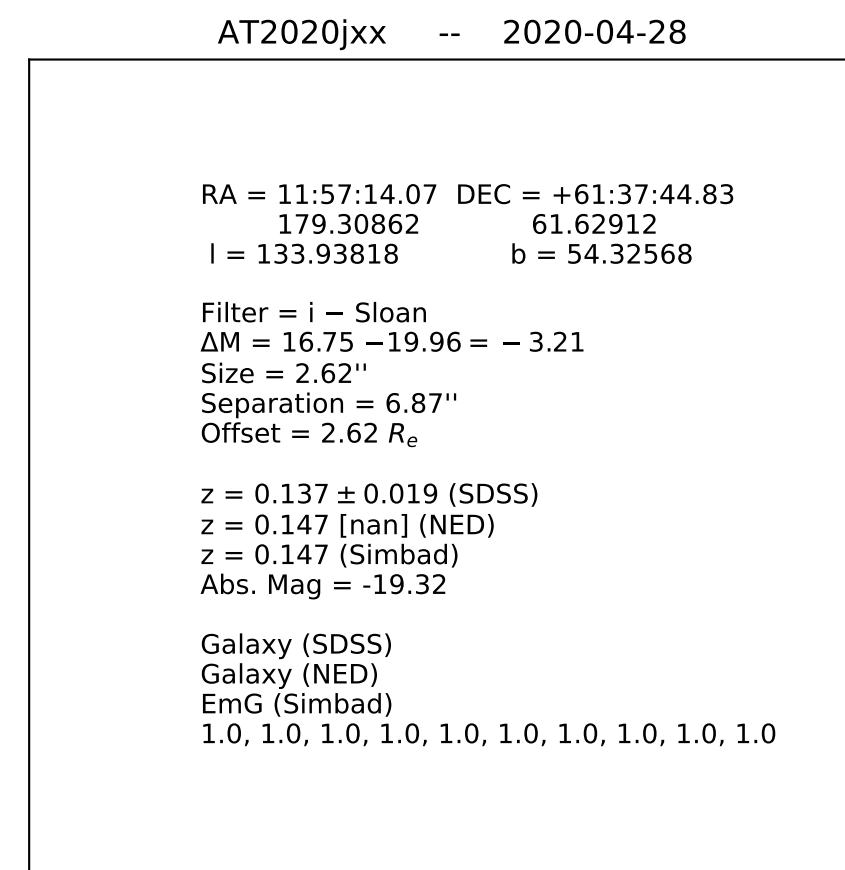 AT2020jxx -- 2020-04-28
RA = 11:57:14.07 DEC = +61:37:44.83
179.30862 61.62912
l = 133.93818 b = 54.32568
Filter = i − Sloan
ΔM = 16.75 −19.96 = − 3.21
Size = 2.62''
Separation = 6.87''
Offset = 2.62 Rₑ
z = 0.137 ± 0.019 (SDSS)
z = 0.147 [nan] (NED)
z = 0.147 (Simbad)
Abs. Mag = -19.32
Galaxy (SDSS)
Galaxy (NED)
EmG (Simbad)
1.0, 1.0, 1.0, 1.0, 1.0, 1.0, 1.0, 1.0, 1.0, 1.0